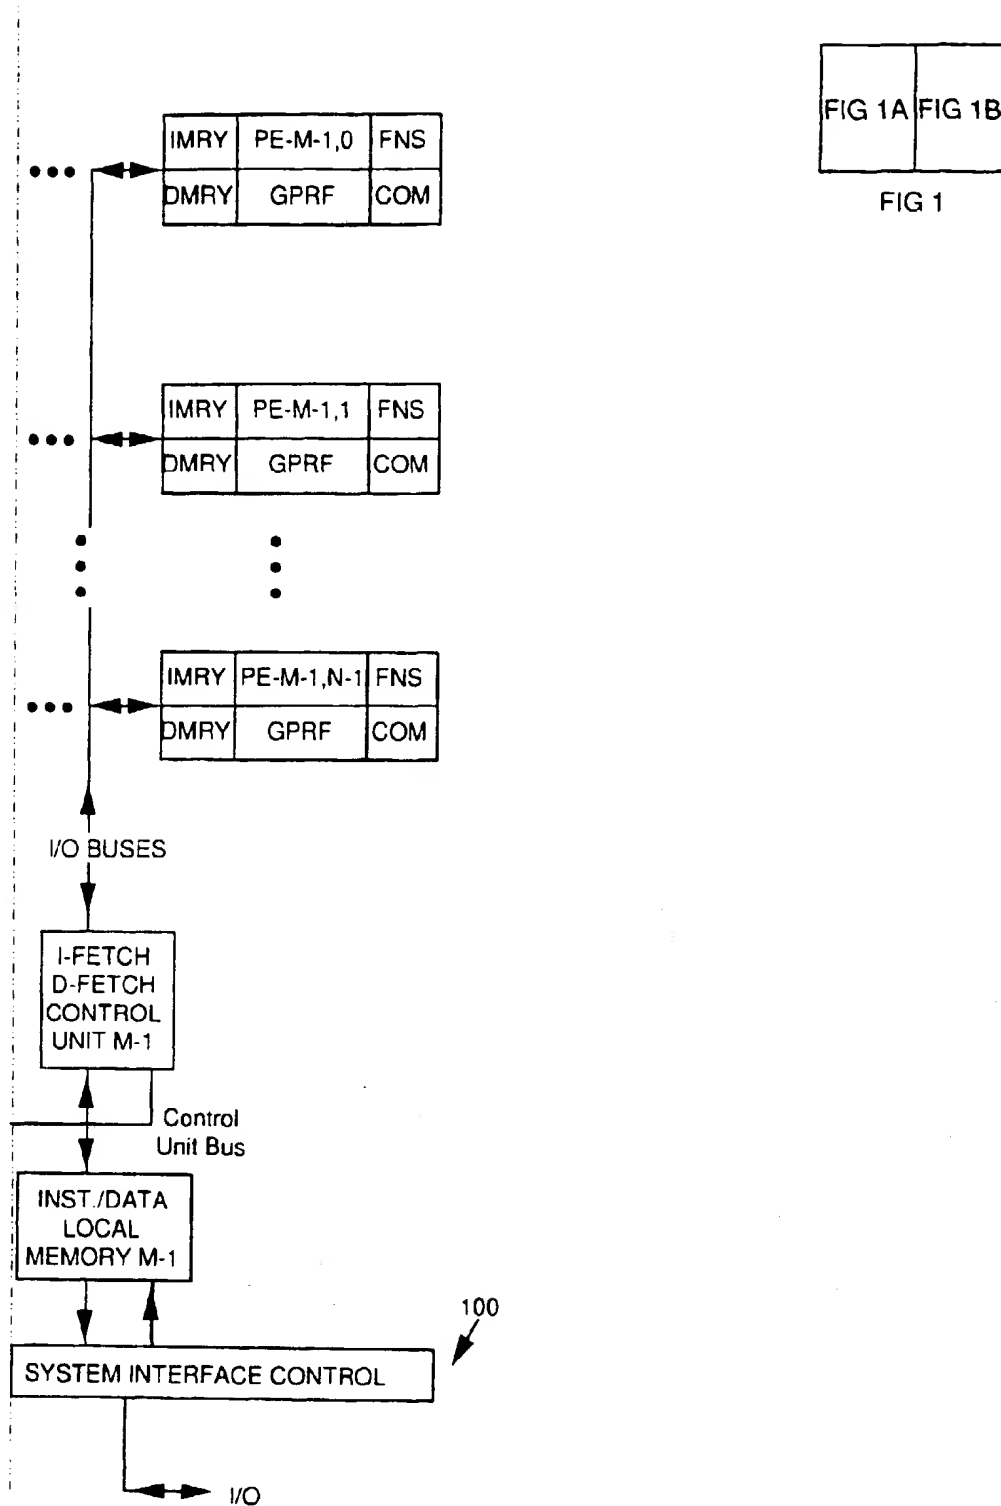 FIG 1A FIG 1B
FIG 1
IMRY PE-M-1,0 FNS
DMRY GPRF COM
IMRY PE-M-1,1 FNS
DMRY GPRF COM
IMRY PE-M-1,N-1 FNS
DMRY GPRF COM
I/O BUSES
I-FETCH
D-FETCH
CONTROL
UNIT M-1
Control
Unit Bus
INST./DATA
LOCAL
MEMORY M-1
100
SYSTEM INTERFACE CONTROL
I/O